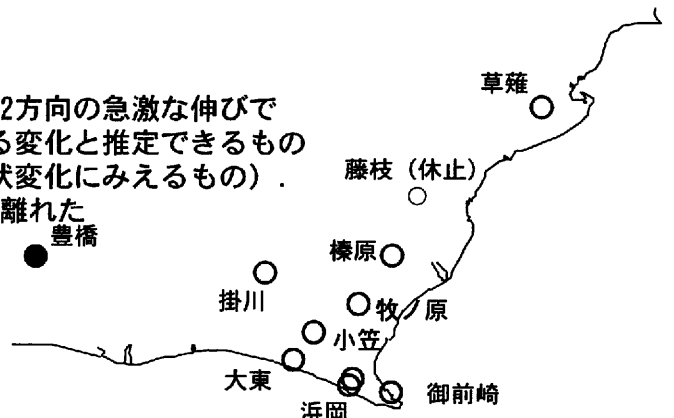 2方向の急激な伸びで
る変化と推定できるもの
状変化にみえるもの）．
離れた
草薙
藤枝（休止）
豊橋
榛原
掛川
牧ノ原
小笠
大東
御前崎
浜岡